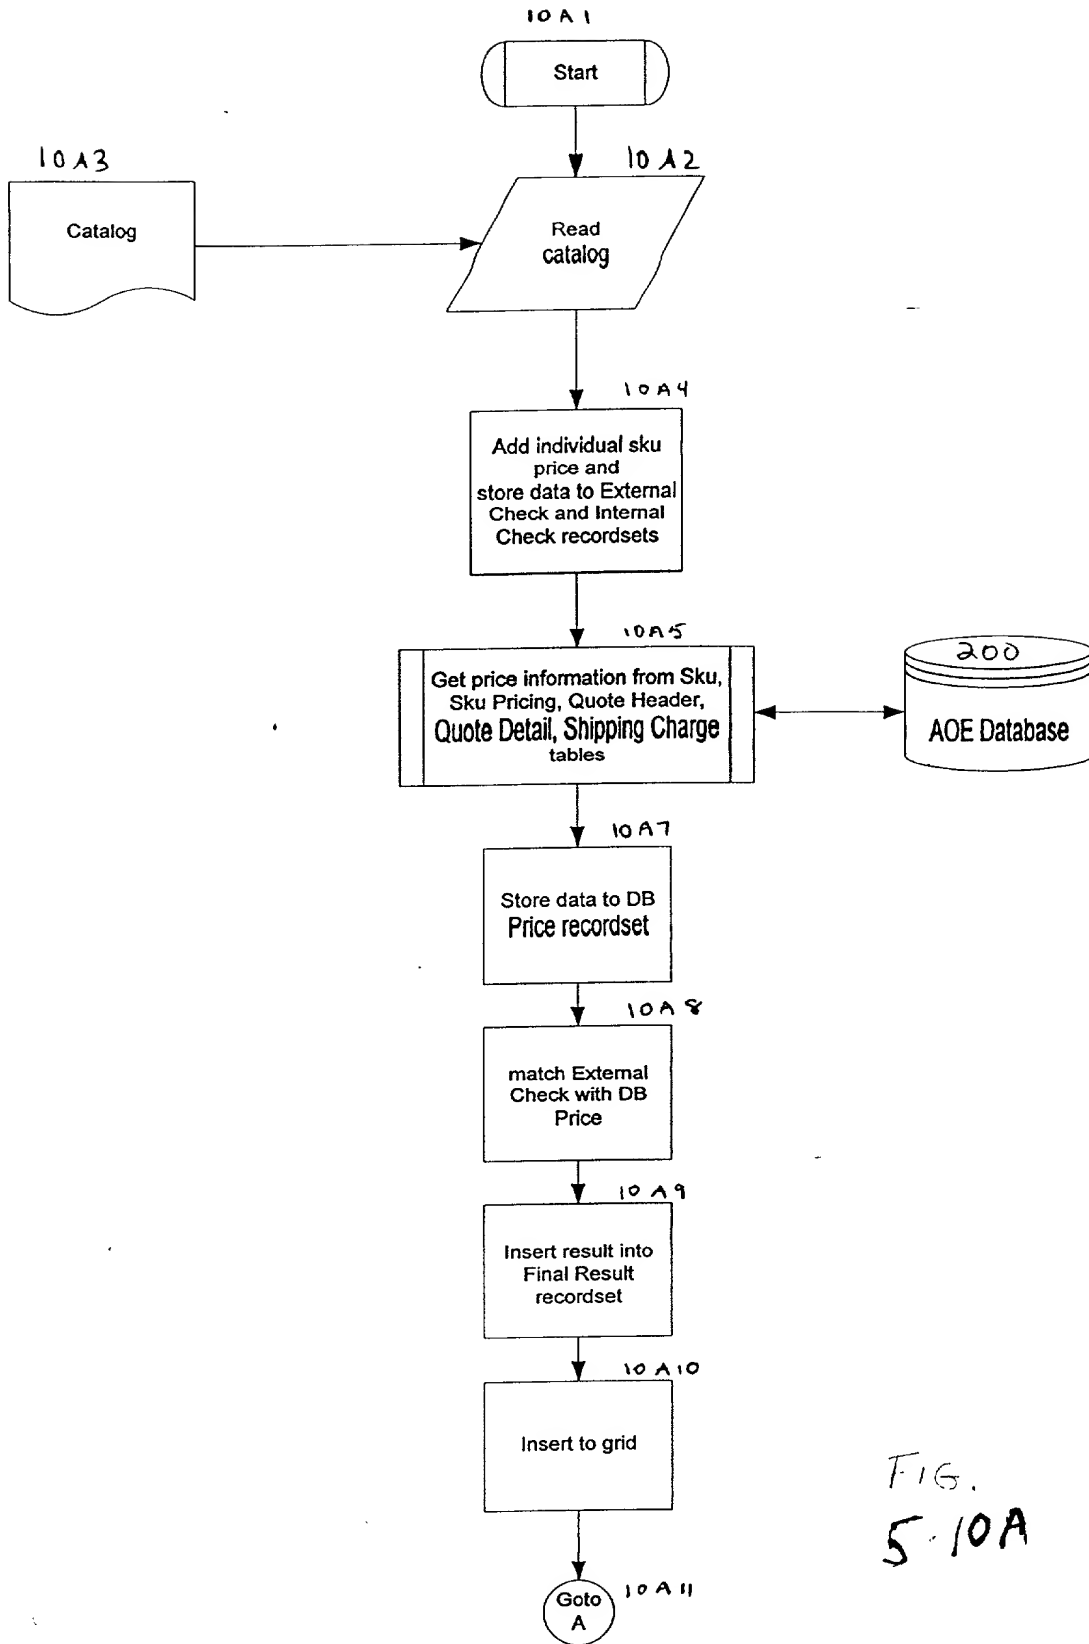 10A1
Start
10A3
10A2
Catalog
Read
catalog
10A4
Add individual sku
price and
store data to External
Check and Internal
Check recordsets
10A5
Get price information from Sku,
Sku Pricing, Quote Header,
Quote Detail, Shipping Charge
tables
200
AOE Database
10A7
Store data to DB
Price recordset
10A8
match External
Check with DB
Price
10A9
Insert result into
Final Result
recordset
10A10
Insert to grid
FIG.
5-10A
Goto
A
10A11